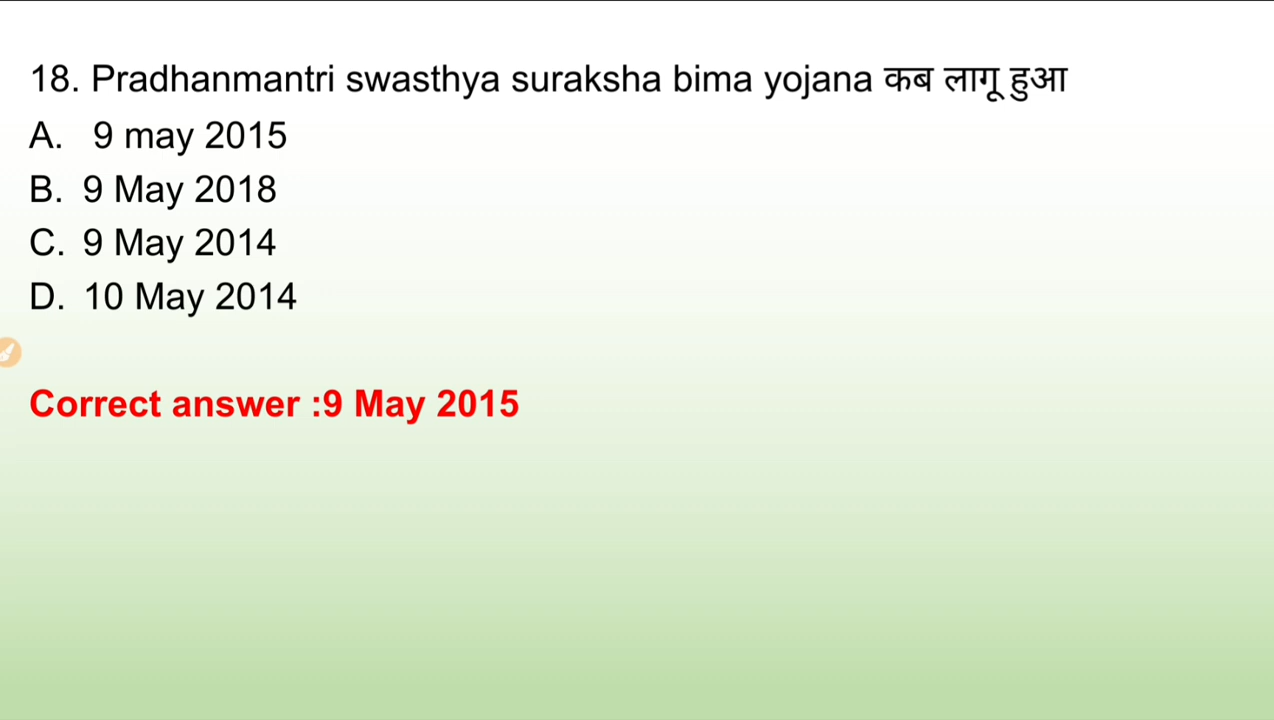 18. Pradhanmantri swasthya suraksha bima yojana कब लागू हुआ
A. 9 may 2015
B. 9 May 2018
C. 9 May 2014
D. 10 May 2014
Correct answer :9 May 2015